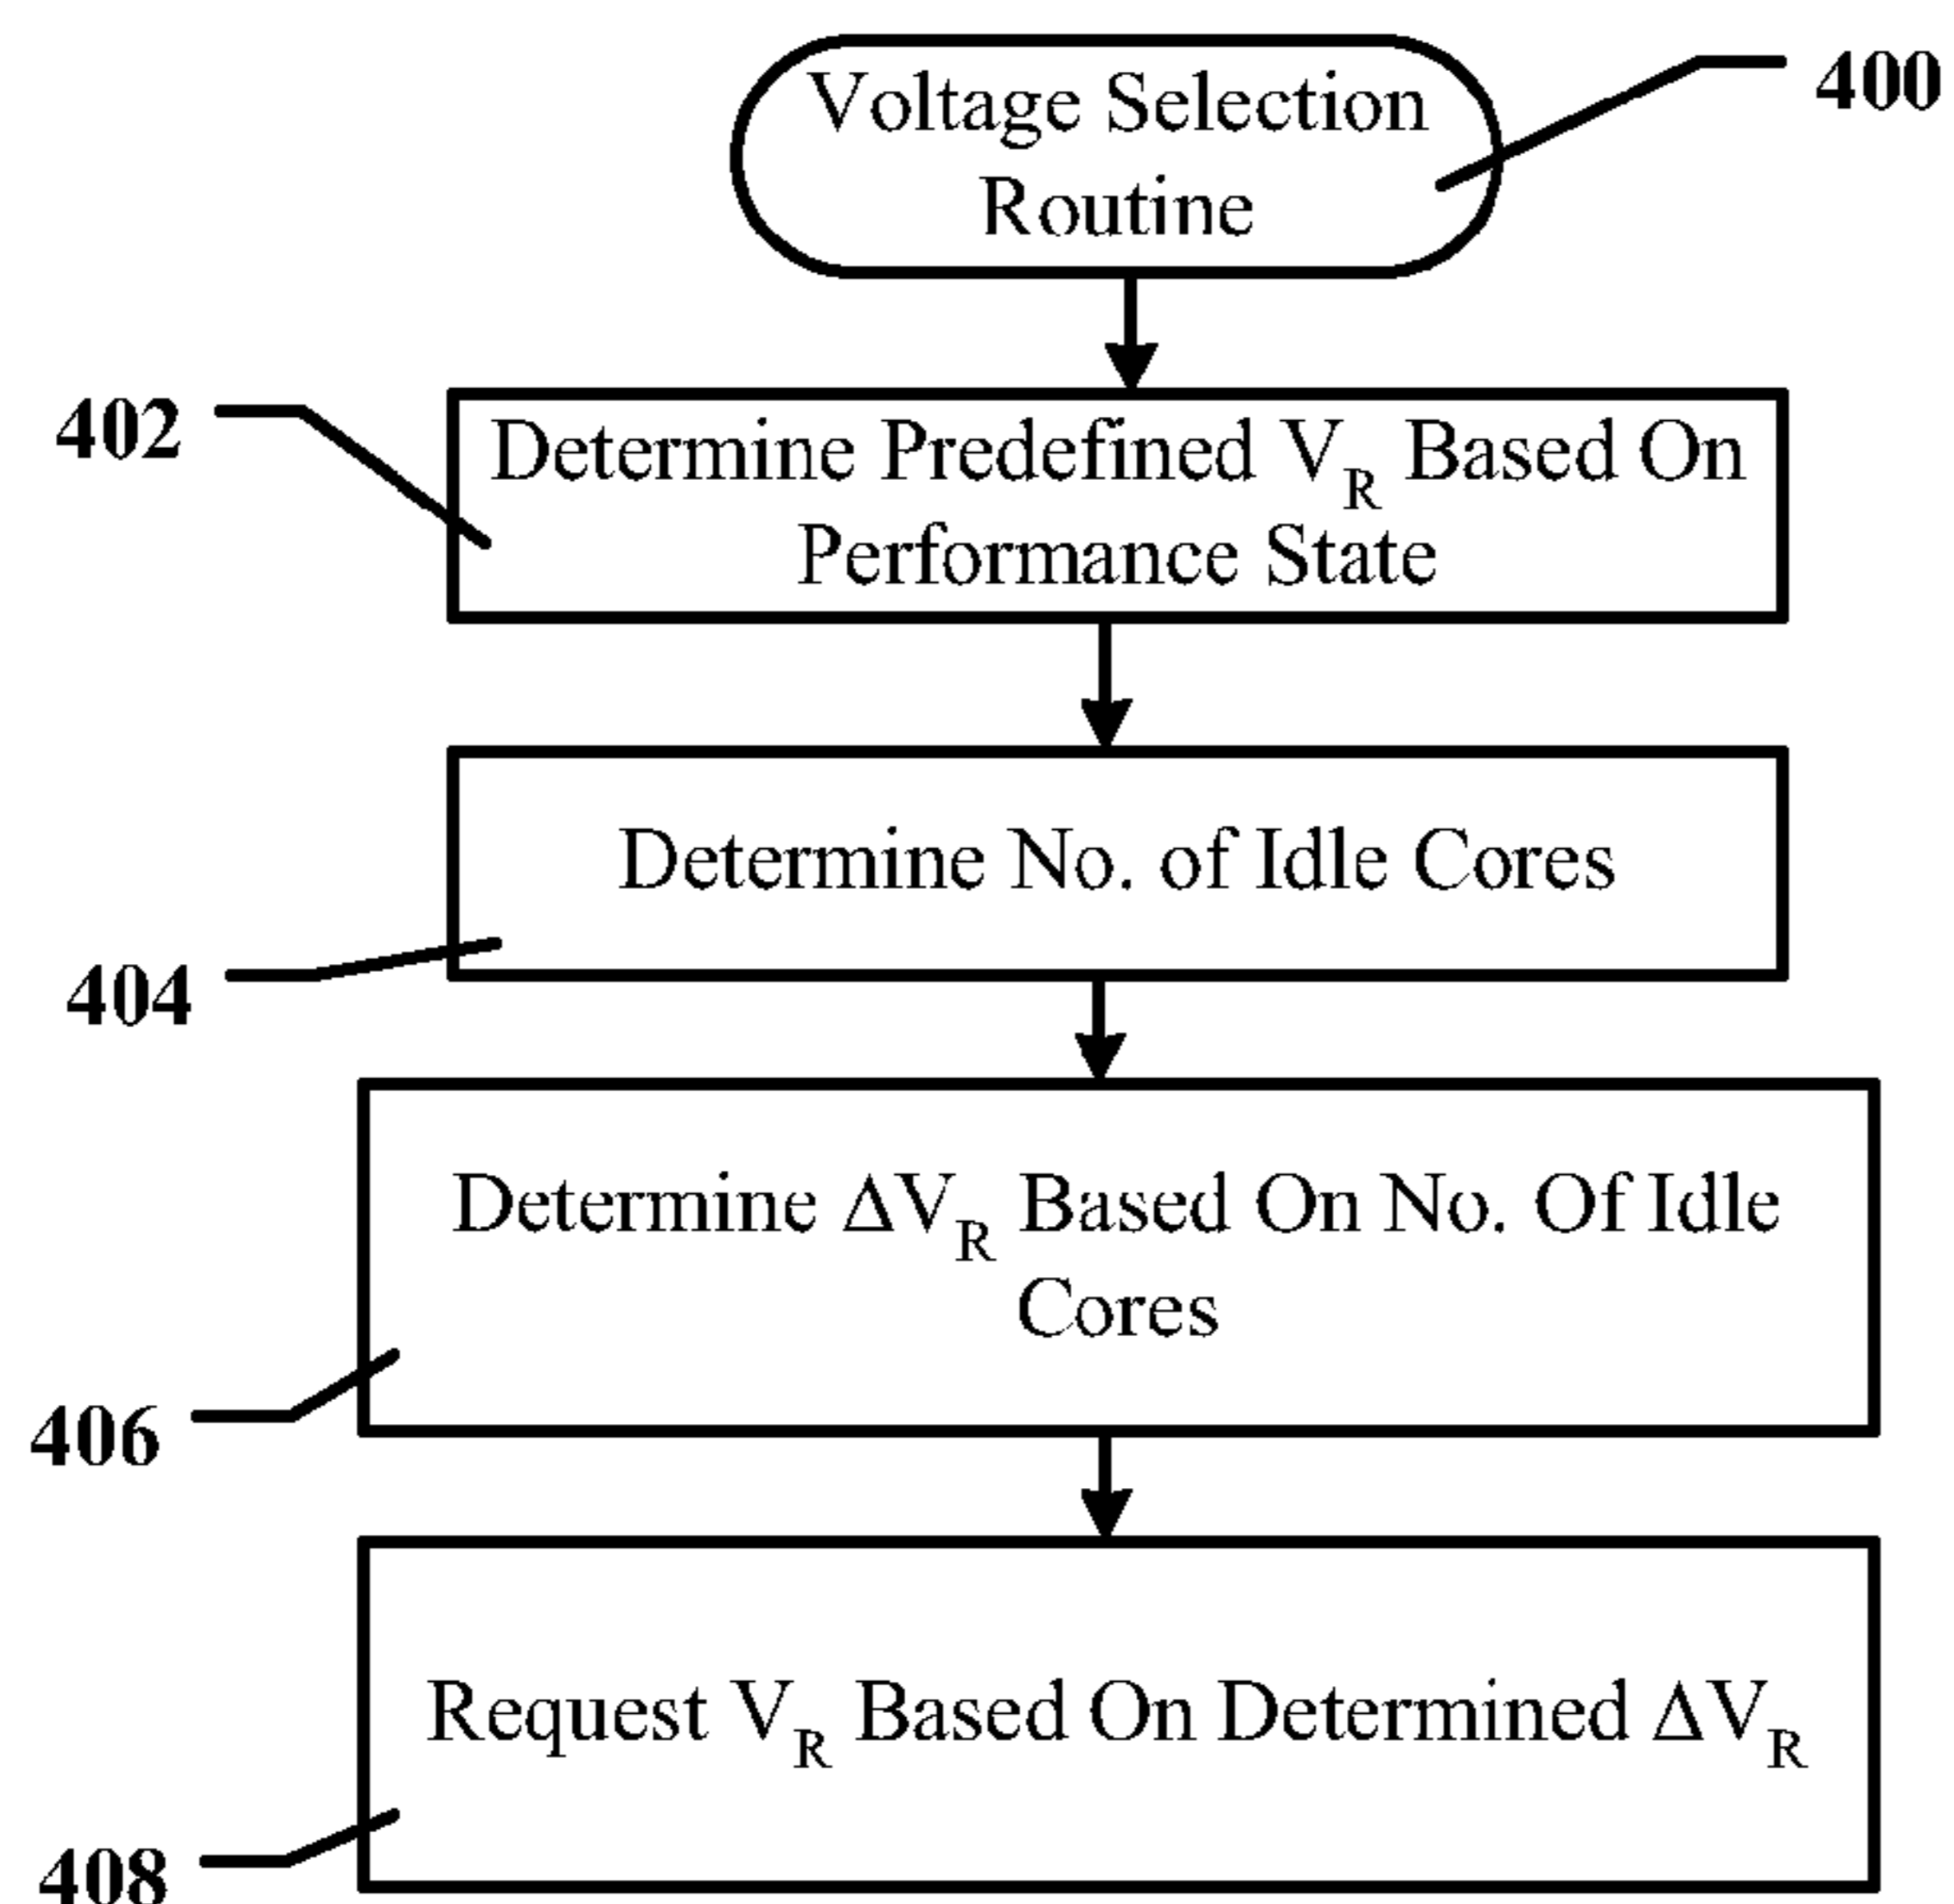 Voltage Selection
Routine
400
402
Determine Predefined V_R Based On
Performance State
Determine No. of Idle Cores
404
Determine ΔV_R Based On No. Of Idle
Cores
406
Request V_R Based On Determined ΔV_R
408